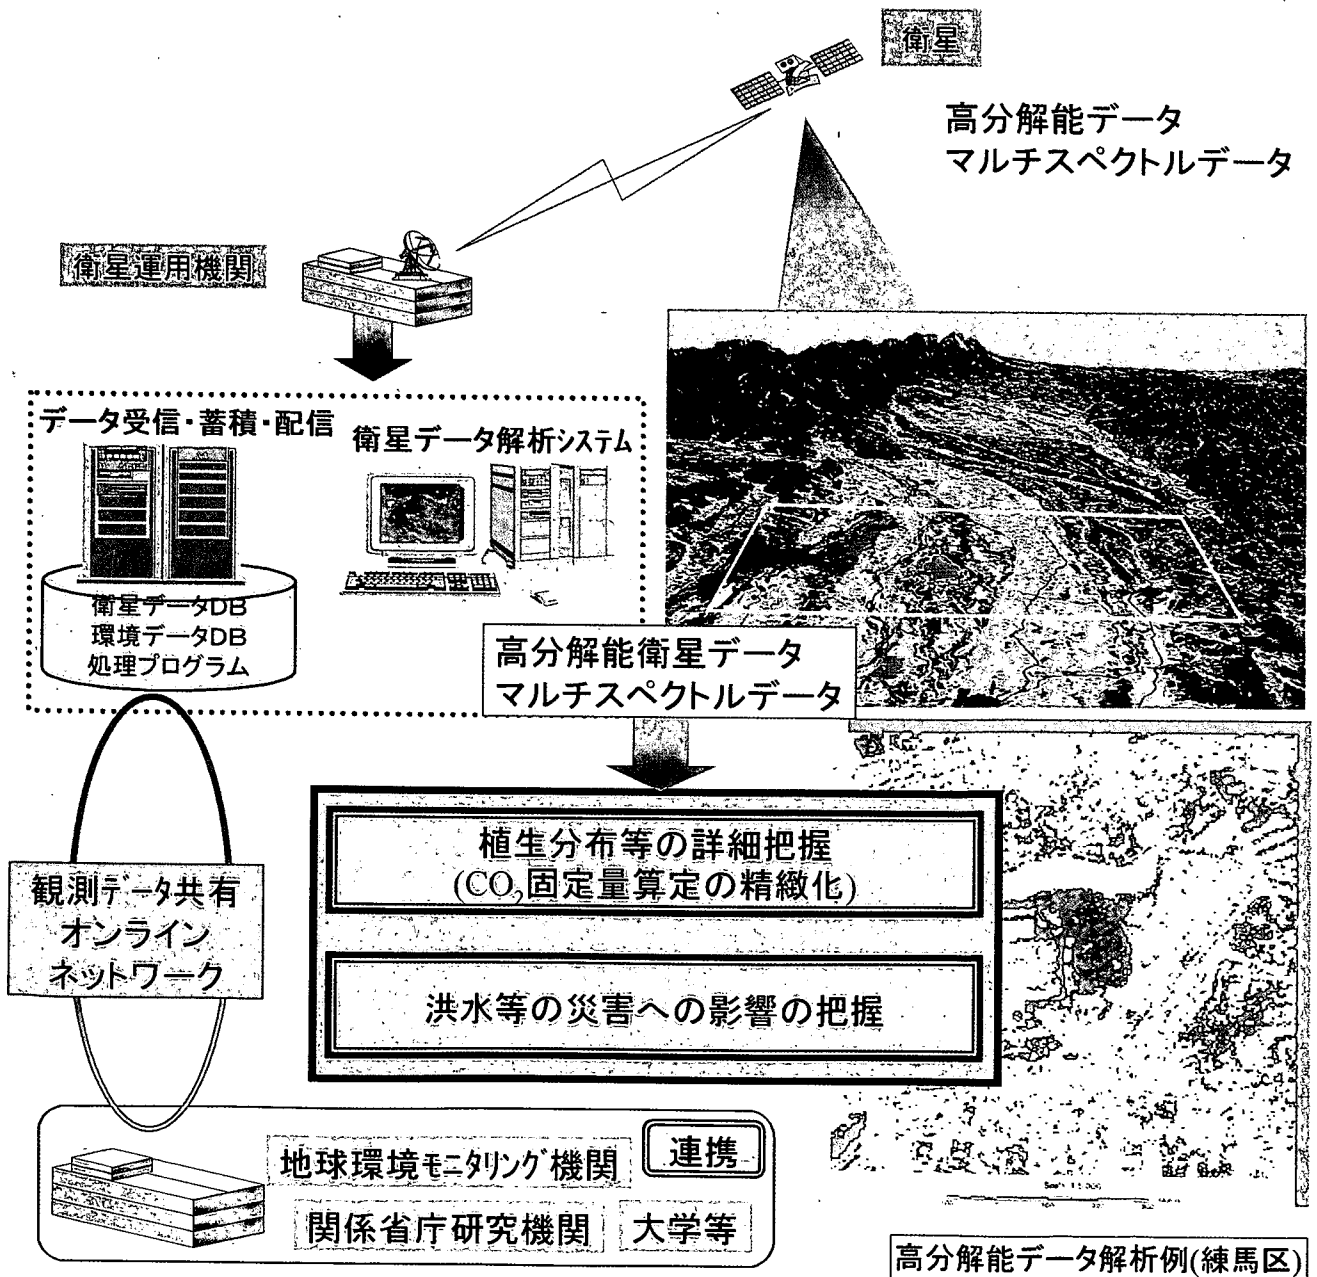 衛星
高分解能データ
マルチスペクトルデータ
衛星運用機関
データ受信・蓄積・配信
衛星データ解析システム
衛星データDB
環境データDB
処理プログラム
高分解能衛星データ
マルチスペクトルデータ
植生分布等の詳細把握
(CO₂固定量算定の精緻化)
洪水等の災害への影響の把握
観測データ共有
オンライン
ネットワーク
連携
地球環境モニタリング機関
関係省庁研究機関
大学等
高分解能データ解析例(練馬区)